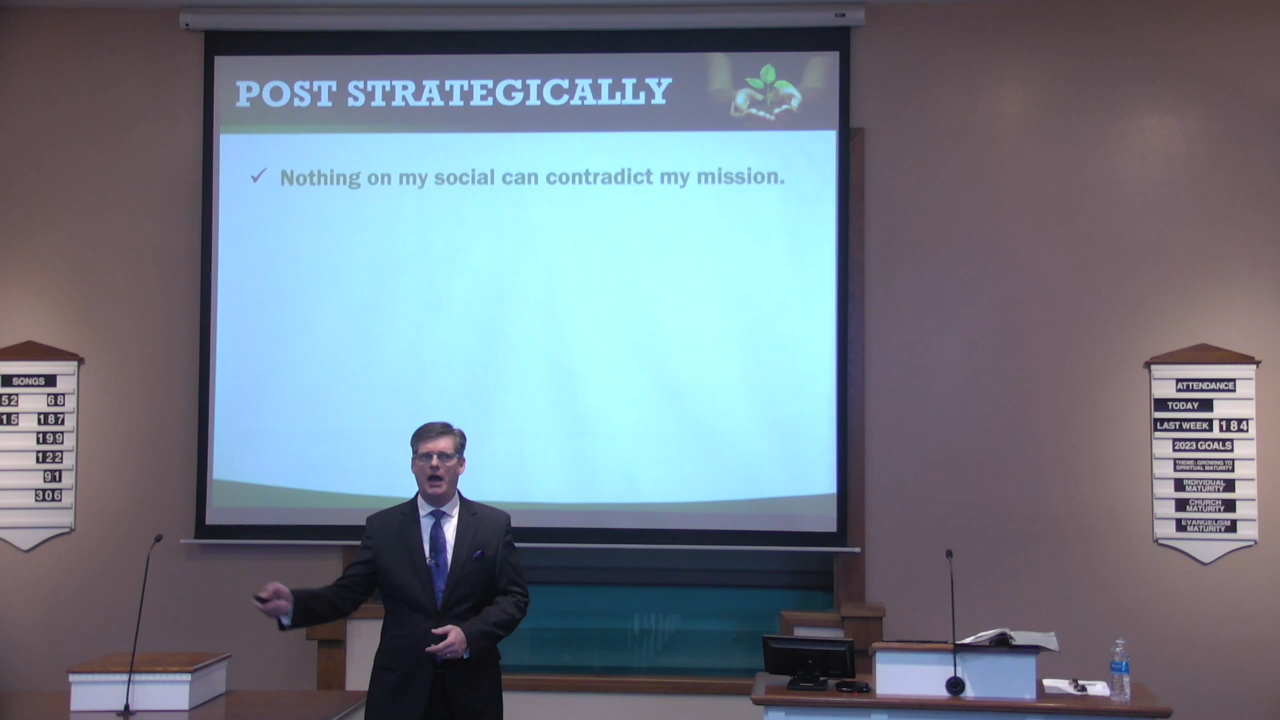 POST STRATEGICALLY
✓ Nothing on my social can contradict my mission.
SONGS
52 68
15 187
199
122
91
306
ATTENDANCE
TODAY
LAST WEEK 184
2023 GOALS
THEME: GROWING TO
SPIRITUAL MATURITY
INDIVIDUAL
MATURITY
CHURCH
MATURITY
EVANGELISM
MATURITY